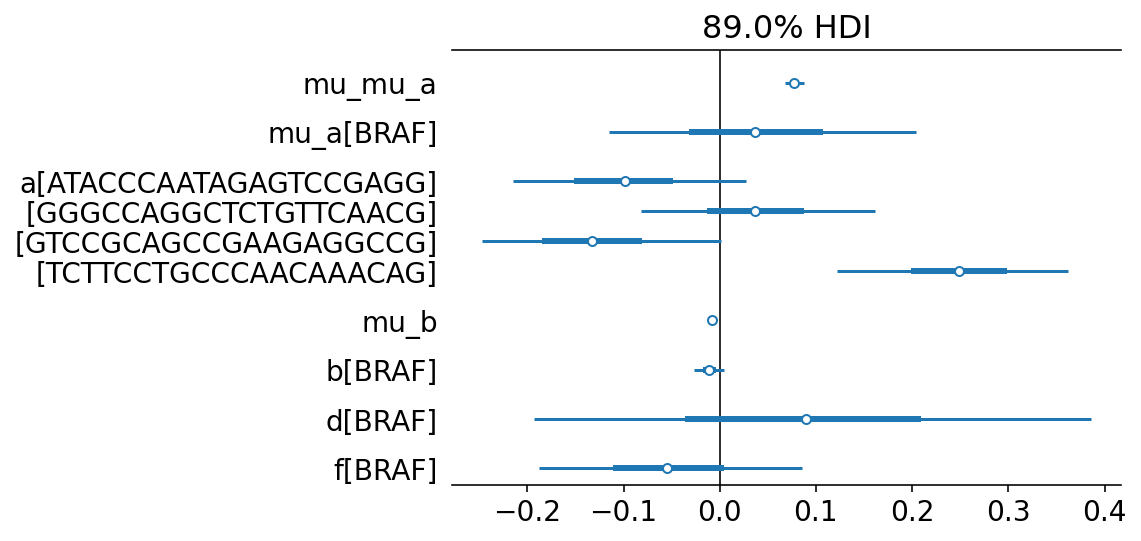 89.0% HDI
mu_mu_a
mu_a[BRAF]
a[ATACCCAATAGAGTCCGAGG]
[GGGCCAGGCTCTGTTCAACG]
[GTCCGCAGCCGAAGAGGCCG]
[TCTTCCTGCCCAACAAACAG]
mu_b
b[BRAF]
d[BRAF]
f[BRAF]
−0.2 −0.1 0.0 0.1 0.2 0.3 0.4